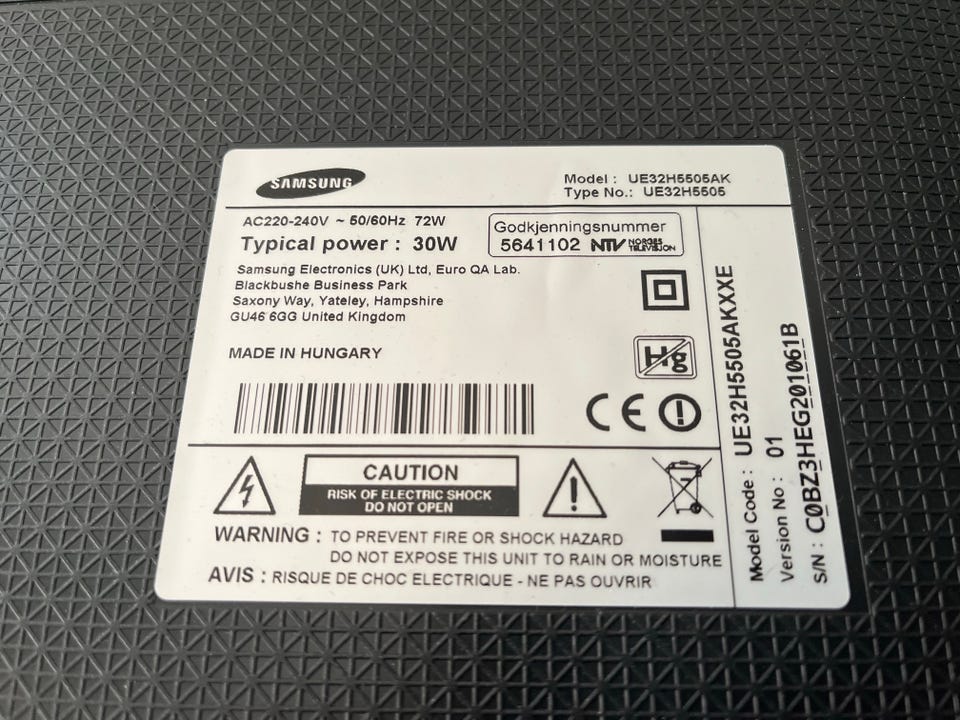 SAMSUNG
Model : UE32H5505AK
Type No.: UE32H5505
AC220-240V ~ 50/60Hz 72W
Typical power : 30W
Godkjenningsnummer
5641102 NTV NORGES TELEVISJON
Samsung Electronics (UK) Ltd, Euro QA Lab.
Blackbushe Business Park
Saxony Way, Yateley, Hampshire
GU46 6GG United Kingdom
MADE IN HUNGARY
Hg
CE
CAUTION
RISK OF ELECTRIC SHOCK
DO NOT OPEN
WARNING : TO PREVENT FIRE OR SHOCK HAZARD
DO NOT EXPOSE THIS UNIT TO RAIN OR MOISTURE
AVIS : RISQUE DE CHOC ELECTRIQUE - NE PAS OUVRIR
Model Code : UE32H5505AKXXE
Version No : 01
S/N : C0BZ3HEG201061B